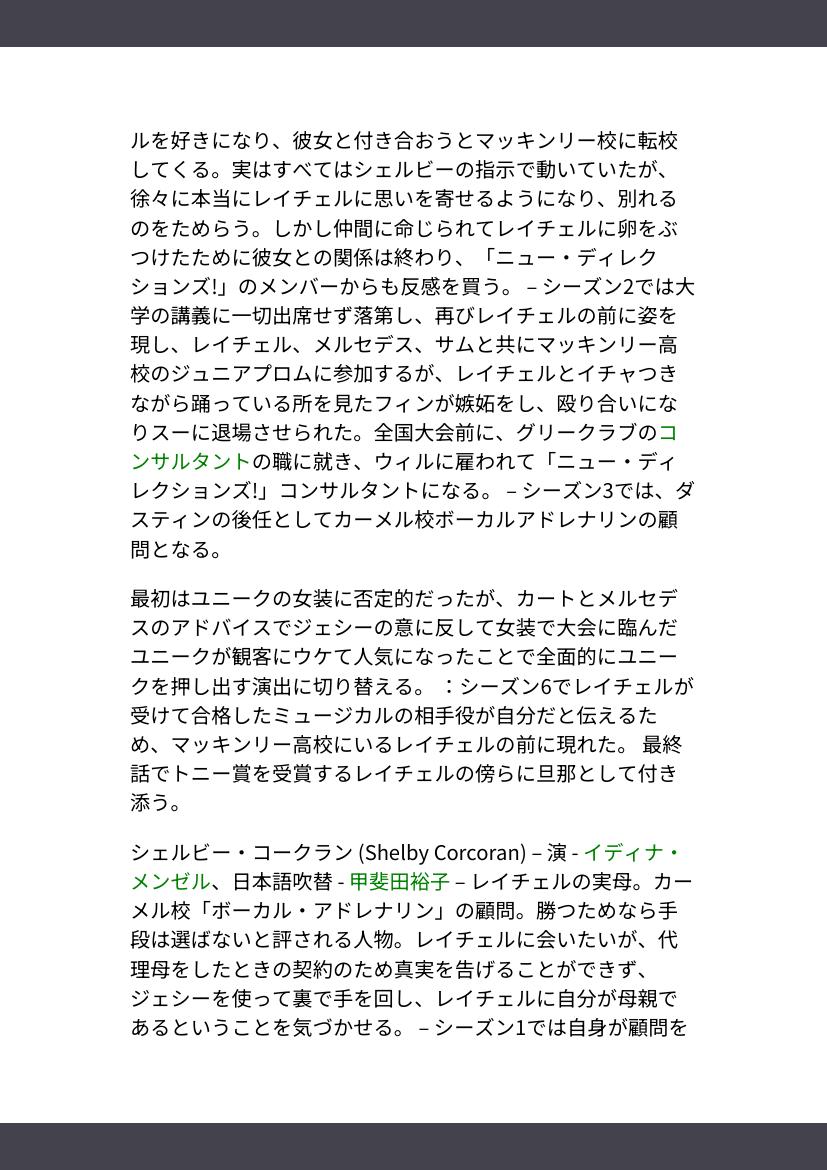 ルを好きになり、彼女と付き合おうとマッキンリー校に転校
してくる。実はすべてはシェルビーの指示で動いていたが、
徐々に本当にレイチェルに思いを寄せるようになり、別れる
のをためらう。しかし仲間に命じられてレイチェルに卵をぶ
つけたために彼女との関係は終わり、「ニュー・ディレク
ションズ!」のメンバーからも反感を買う。 – シーズン2では大
学の講義に一切出席せず落第し、再びレイチェルの前に姿を
現し、レイチェル、メルセデス、サムと共にマッキンリー高
校のジュニアプロムに参加するが、レイチェルとイチャつき
ながら踊っている所を見たフィンが嫉妬をし、殴り合いにな
りスーに退場させられた。全国大会前に、グリークラブのコ
ンサルタントの職に就き、ウィルに雇われて「ニュー・ディ
レクションズ!」コンサルタントになる。 – シーズン3では、ダ
スティンの後任としてカーメル校ボーカルアドレナリンの顧
問となる。
最初はユニークの女装に否定的だったが、カートとメルセデ
スのアドバイスでジェシーの意に反して女装で大会に臨んだ
ユニークが観客にウケて人気になったことで全面的にユニー
クを押し出す演出に切り替える。 ：シーズン6でレイチェルが
受けて合格したミュージカルの相手役が自分だと伝えるた
め、マッキンリー高校にいるレイチェルの前に現れた。 最終
話でトニー賞を受賞するレイチェルの傍らに旦那として付き
添う。
シェルビー・コークラン (Shelby Corcoran) – 演 - イディナ・
メンゼル、日本語吹替 - 甲斐田裕子 – レイチェルの実母。カー
メル校「ボーカル・アドレナリン」の顧問。勝つためなら手
段は選ばないと評される人物。レイチェルに会いたいが、代
理母をしたときの契約のため真実を告げることができず、
ジェシーを使って裏で手を回し、レイチェルに自分が母親で
あるということを気づかせる。 – シーズン1では自身が顧問を